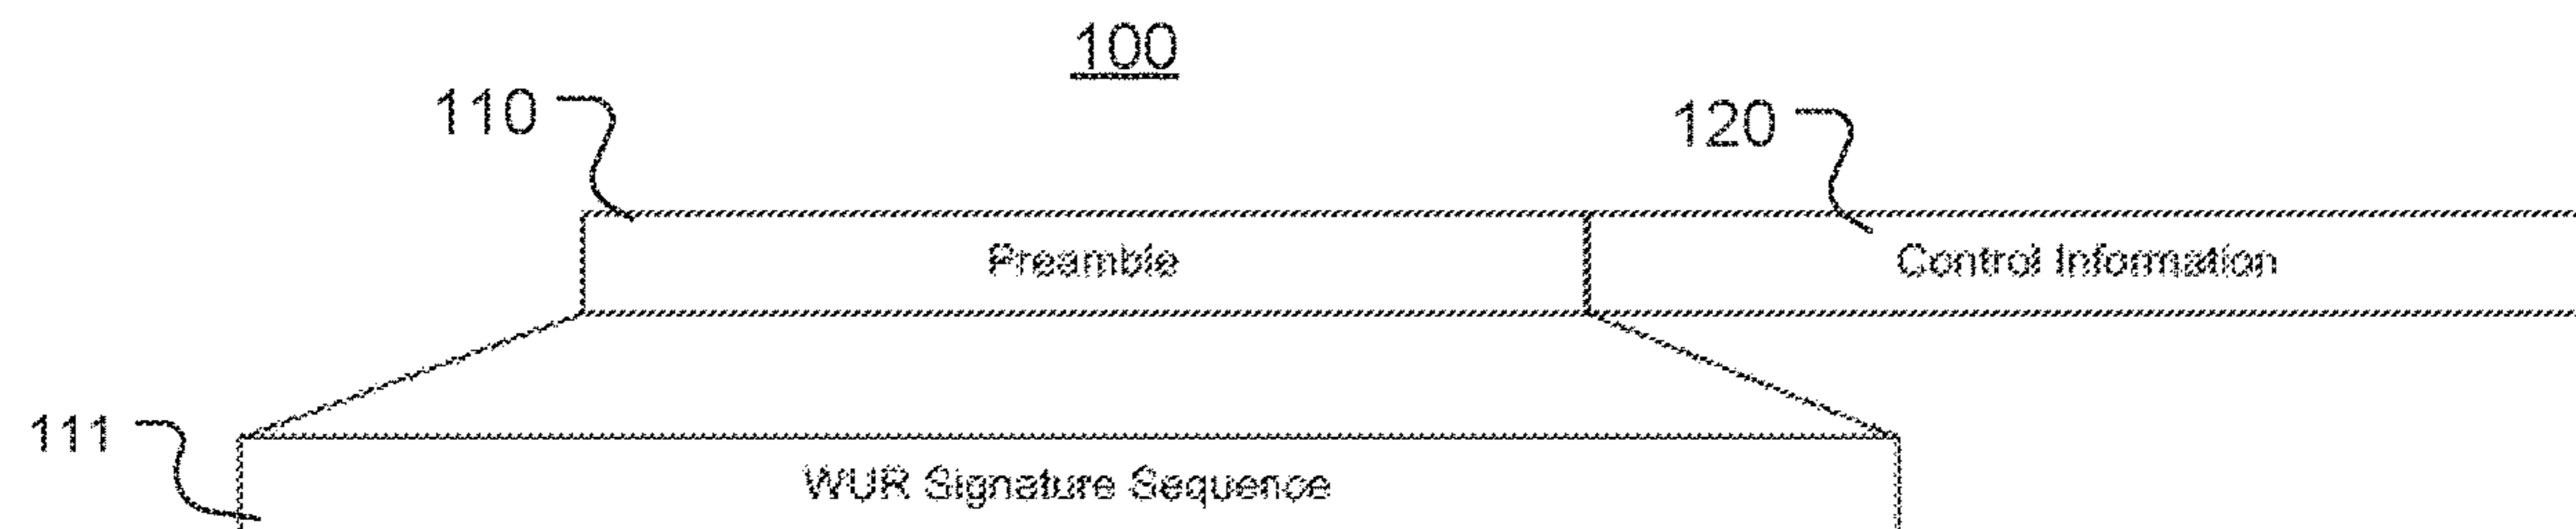 100
110
120
Preamble
Control Information
111
WUR Signature Sequence